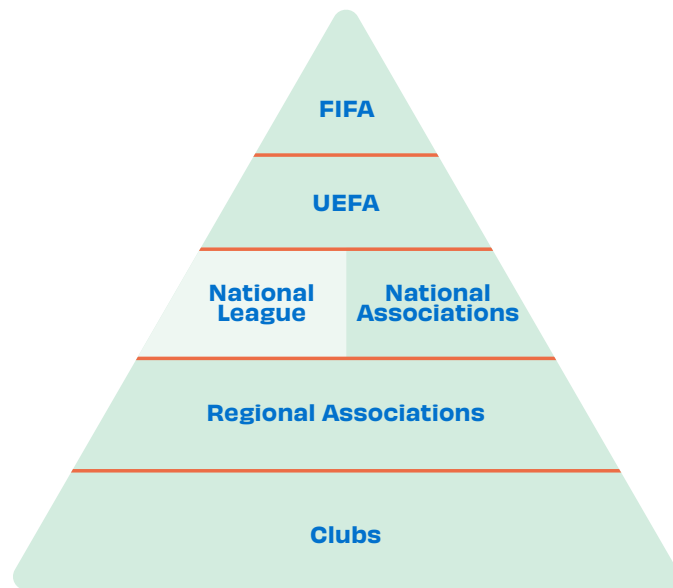 FIFA
UEFA
National
League
National
Associations
Regional Associations
Clubs